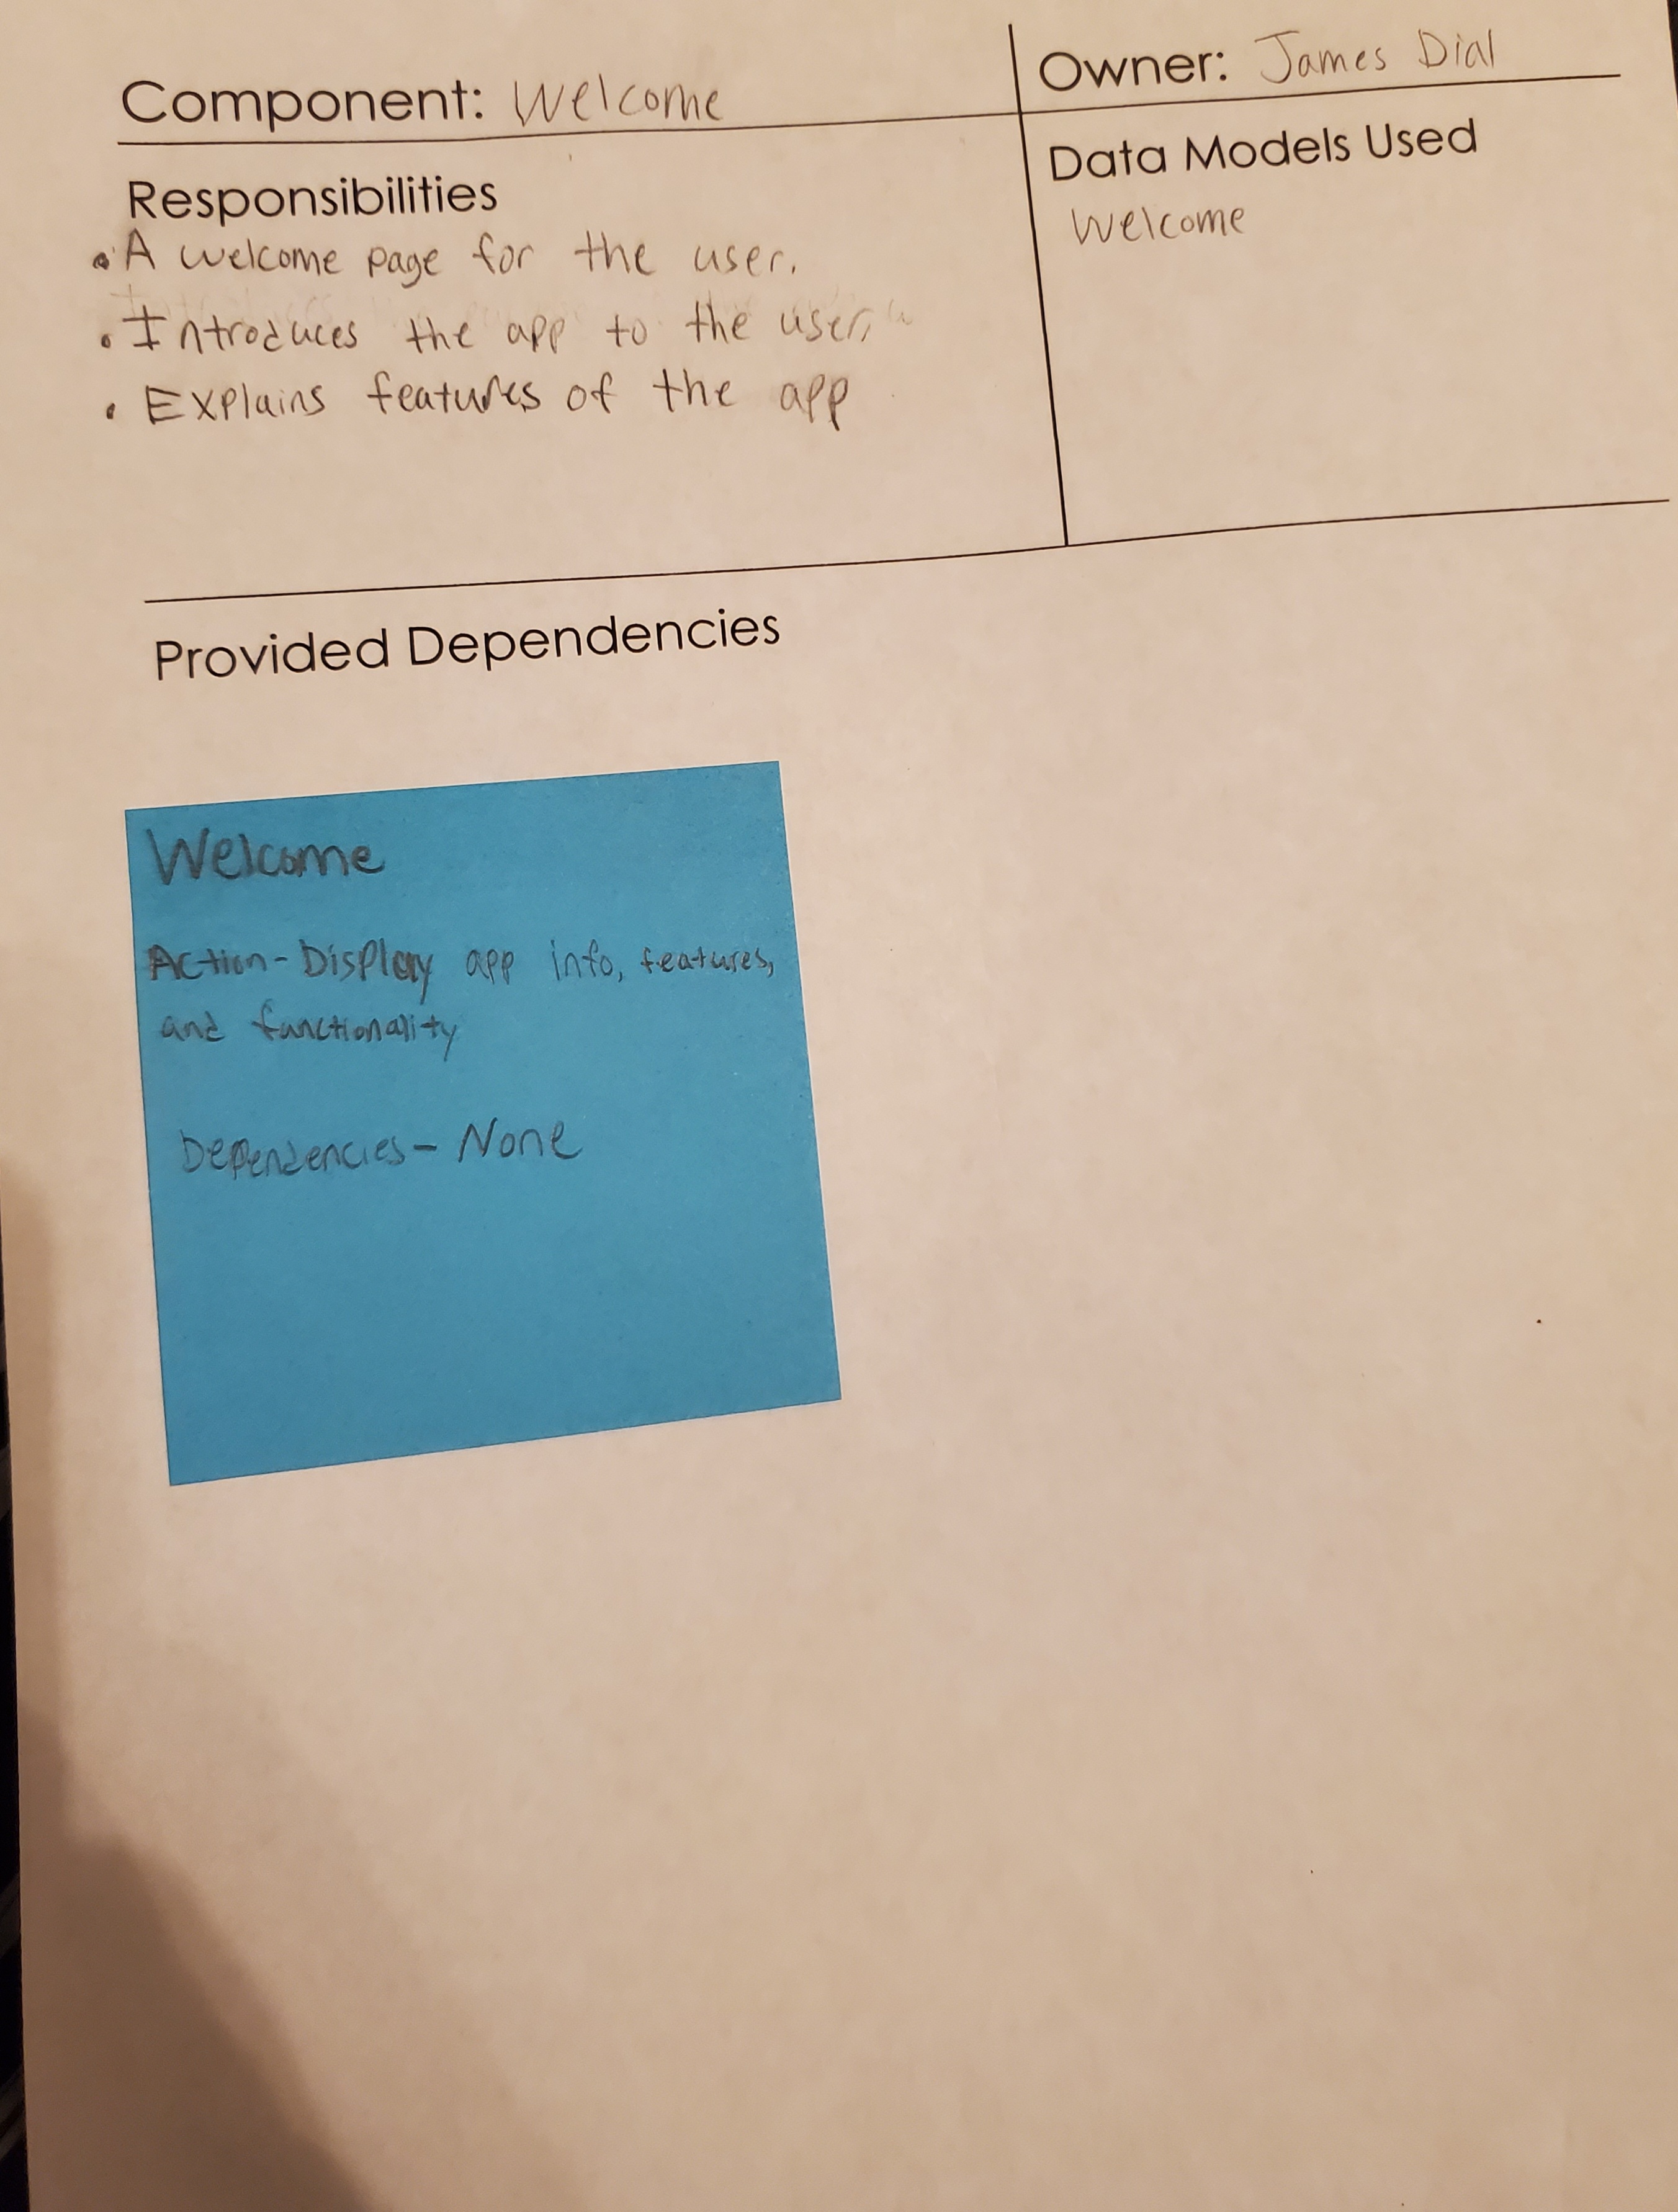 Component: Welcome
Owner: James Dial
Responsibilities
• A welcome page for the user.
• Introduces the app to the user.
• Explains features of the app
Data Models Used
Welcome
Provided Dependencies
Welcome
Action - Display app info, features,
and functionality
Dependencies - None